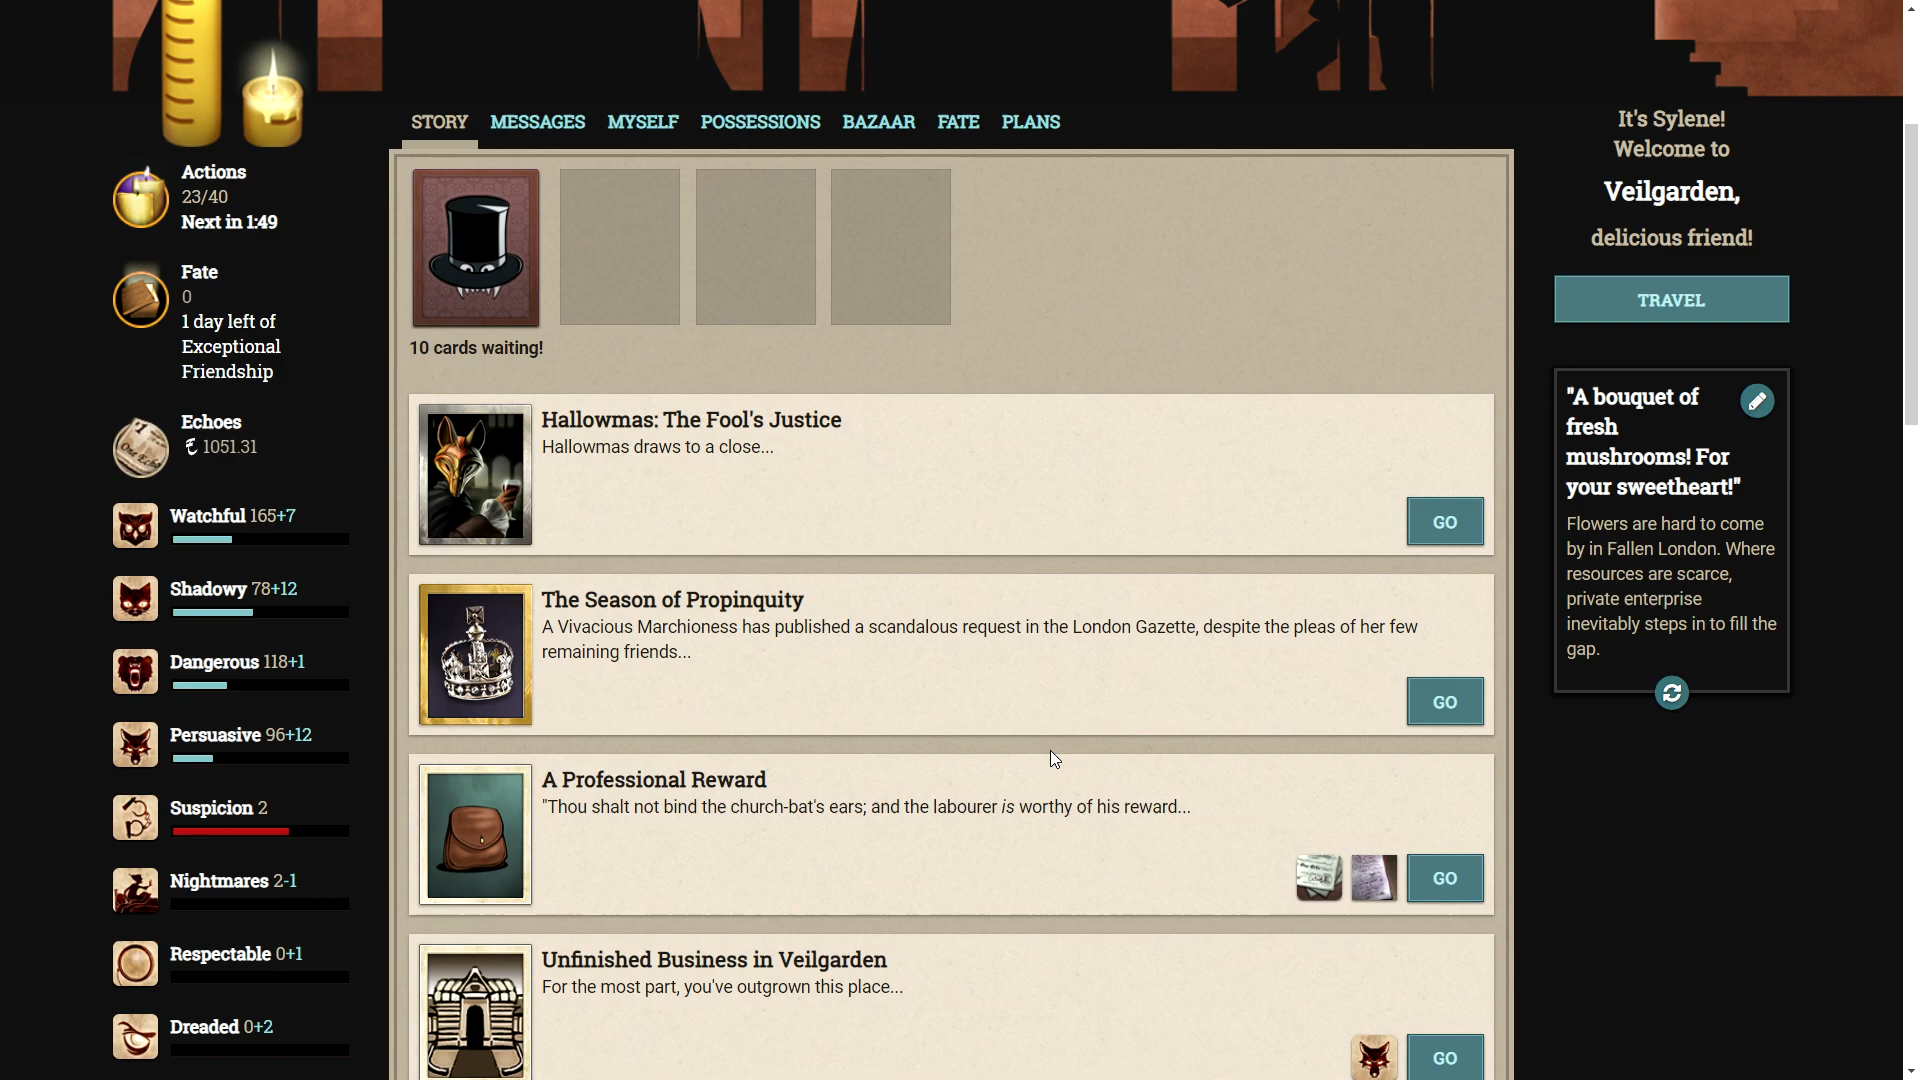 STORY MESSAGES MYSELF POSSESSIONS BAZAAR FATE PLANS
Actions
23/40
Next in 1:49
Fate
0
1 day left of
Exceptional
Friendship
Echoes
1051.31
Watchful 165+7
Shadowy 78+12
Dangerous 118+1
Persuasive 96+12
Suspicion 2
Nightmares 2-1
Respectable 0+1
Dreaded 0+2
10 cards waiting!
Hallowmas: The Fool's Justice
Hallowmas draws to a close...
GO
The Season of Propinquity
A Vivacious Marchioness has published a scandalous request in the London Gazette, despite the pleas of her few
remaining friends...
GO
A Professional Reward
"Thou shalt not bind the church-bat's ears; and the labourer is worthy of his reward...
GO
Unfinished Business in Veilgarden
For the most part, you've outgrown this place...
GO
It's Sylene!
Welcome to
Veilgarden,
delicious friend!
TRAVEL
"A bouquet of
fresh
mushrooms! For
your sweetheart!"
Flowers are hard to come
by in Fallen London. Where
resources are scarce,
private enterprise
inevitably steps in to fill the
gap.